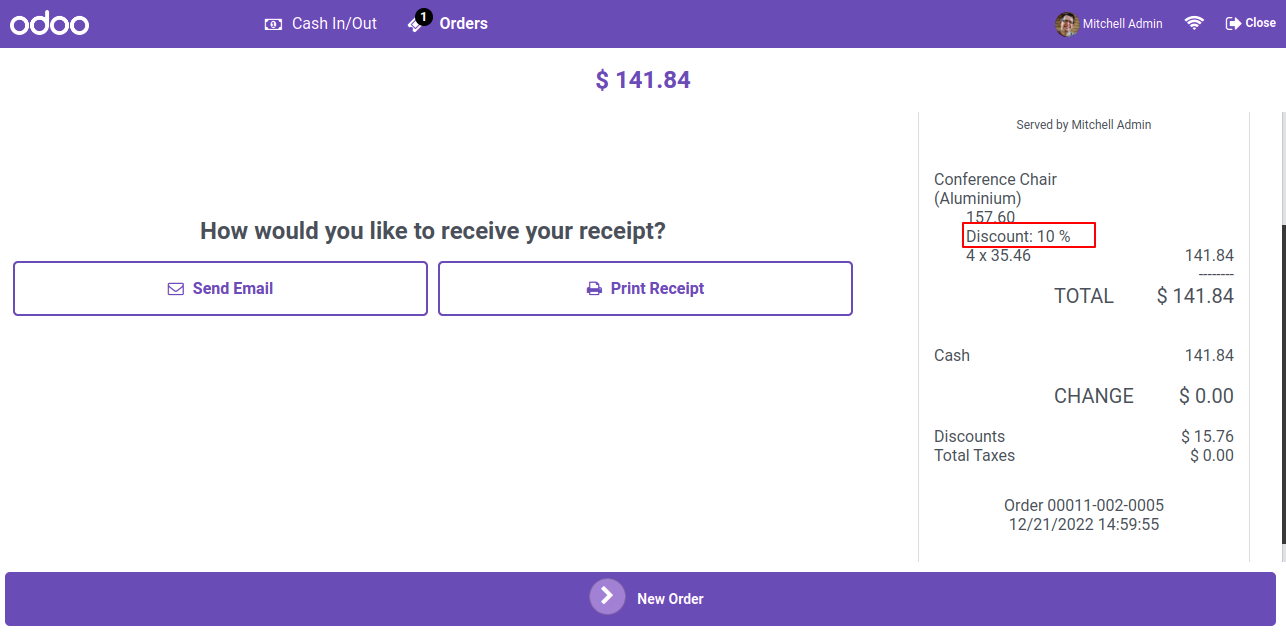 odoo
Cash In/Out
1
Orders
Mitchell Admin
Close
$ 141.84
Served by Mitchell Admin
Conference Chair
(Aluminium)
157.60
Discount: 10 %
4 x 35.46 141.84
--------
TOTAL $ 141.84
Cash 141.84
CHANGE $ 0.00
Discounts $ 15.76
Total Taxes $ 0.00
Order 00011-002-0005
12/21/2022 14:59:55
How would you like to receive your receipt?
Send Email
Print Receipt
New Order